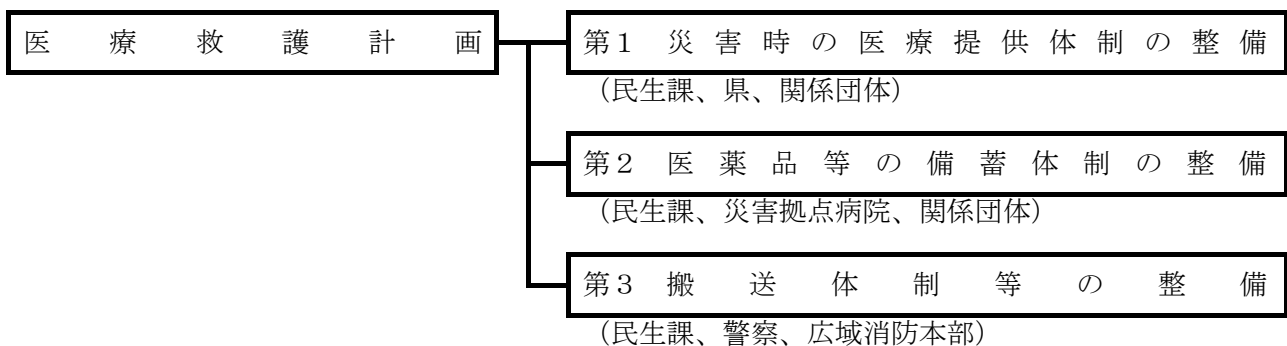 医療救護計画
第1 災害時の医療提供体制の整備
（民生課、県、関係団体）
第2 医薬品等の備蓄体制の整備
（民生課、災害拠点病院、関係団体）
第3 搬送体制等の整備
（民生課、警察、広域消防本部）